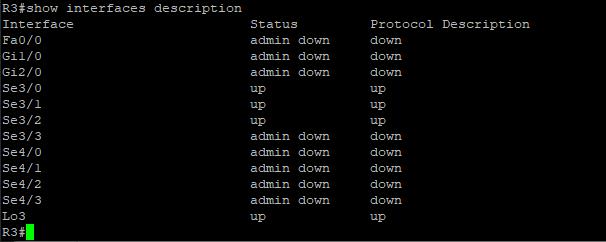 R3#show interfaces description
Interface                      Status         Protocol Description
Fa0/0                          admin down     down
Gi1/0                          admin down     down
Gi2/0                          admin down     down
Se3/0                          up             up
Se3/1                          up             up
Se3/2                          up             up
Se3/3                          admin down     down
Se4/0                          admin down     down
Se4/1                          admin down     down
Se4/2                          admin down     down
Se4/3                          admin down     down
Lo3                            up             up
R3#